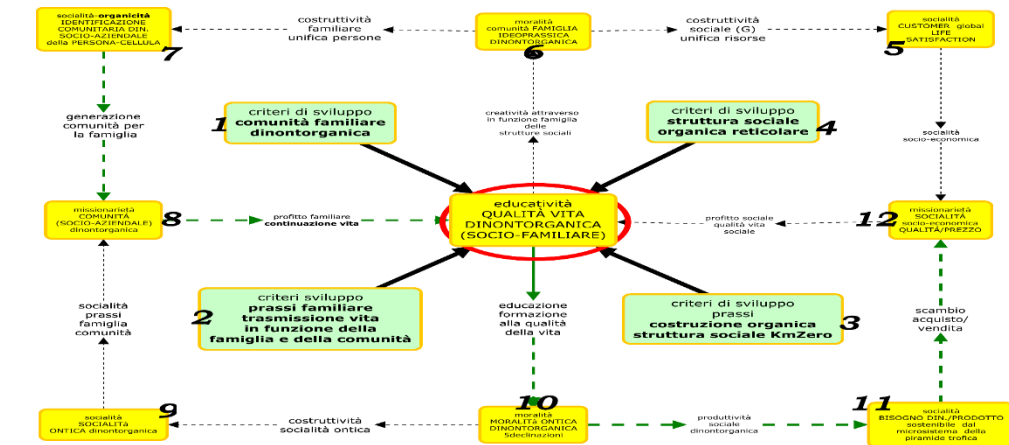 socialità-organicità
IDENTIFICAZIONE
COMUNITARIA DIN.
SOCIO-AZIENDALE
della PERSONA-CELLULA
7
costruttività
familiare
unifica persone
moralità
comunità FAMIGLIA
IDEOPRASSICA
DINONTORGANICA
6
costruttività
sociale (G)
unifica risorse
socialità
CUSTOMER global
LIFE
SATISFACTION
5
generazione
comunità per
la famiglia
1
criteri di sviluppo
comunità familiare
dinontorganica
creatività attraverso
in funzione famiglia
delle
strutture sociali
criteri di sviluppo
struttura sociale
organica reticolare
4
socialità
socio-economica
missionarietà
COMUNITÁ
(SOCIO-AZIENDALE)
dinontorganica
8
profitto familiare
continuazione vita
educatività
QUALITÀ VITA
DINONTORGANICA
(SOCIO-FAMILIARE)
profitto sociale
qualità vita
sociale
12
missionarietà
SOCIALITÀ
socio-economica
QUALITÁ/PREZZO
socialità
prassi
famiglia
comunità
2
criteri sviluppo
prassi familiare
trasmissione vita
in funzione della
famiglia e della comunità
educazione
formazione
alla qualità
della vita
criteri di sviluppo
prassi
costruzione organica
struttura sociale KmZero
3
scambio
acquisto/
vendita
socialità
SOCIALITà
ONTICA dinontorganica
9
costruttività
socialità ontica
10
moralità
MORALITÀ ÓNTICA
DINONTORGANICA
5declinazioni
produttività
sociale
dinontorganica
11
socialità
BISOGNO DIN./PRODOTTO
sostenibile dal
microsistema della
piramide trofica